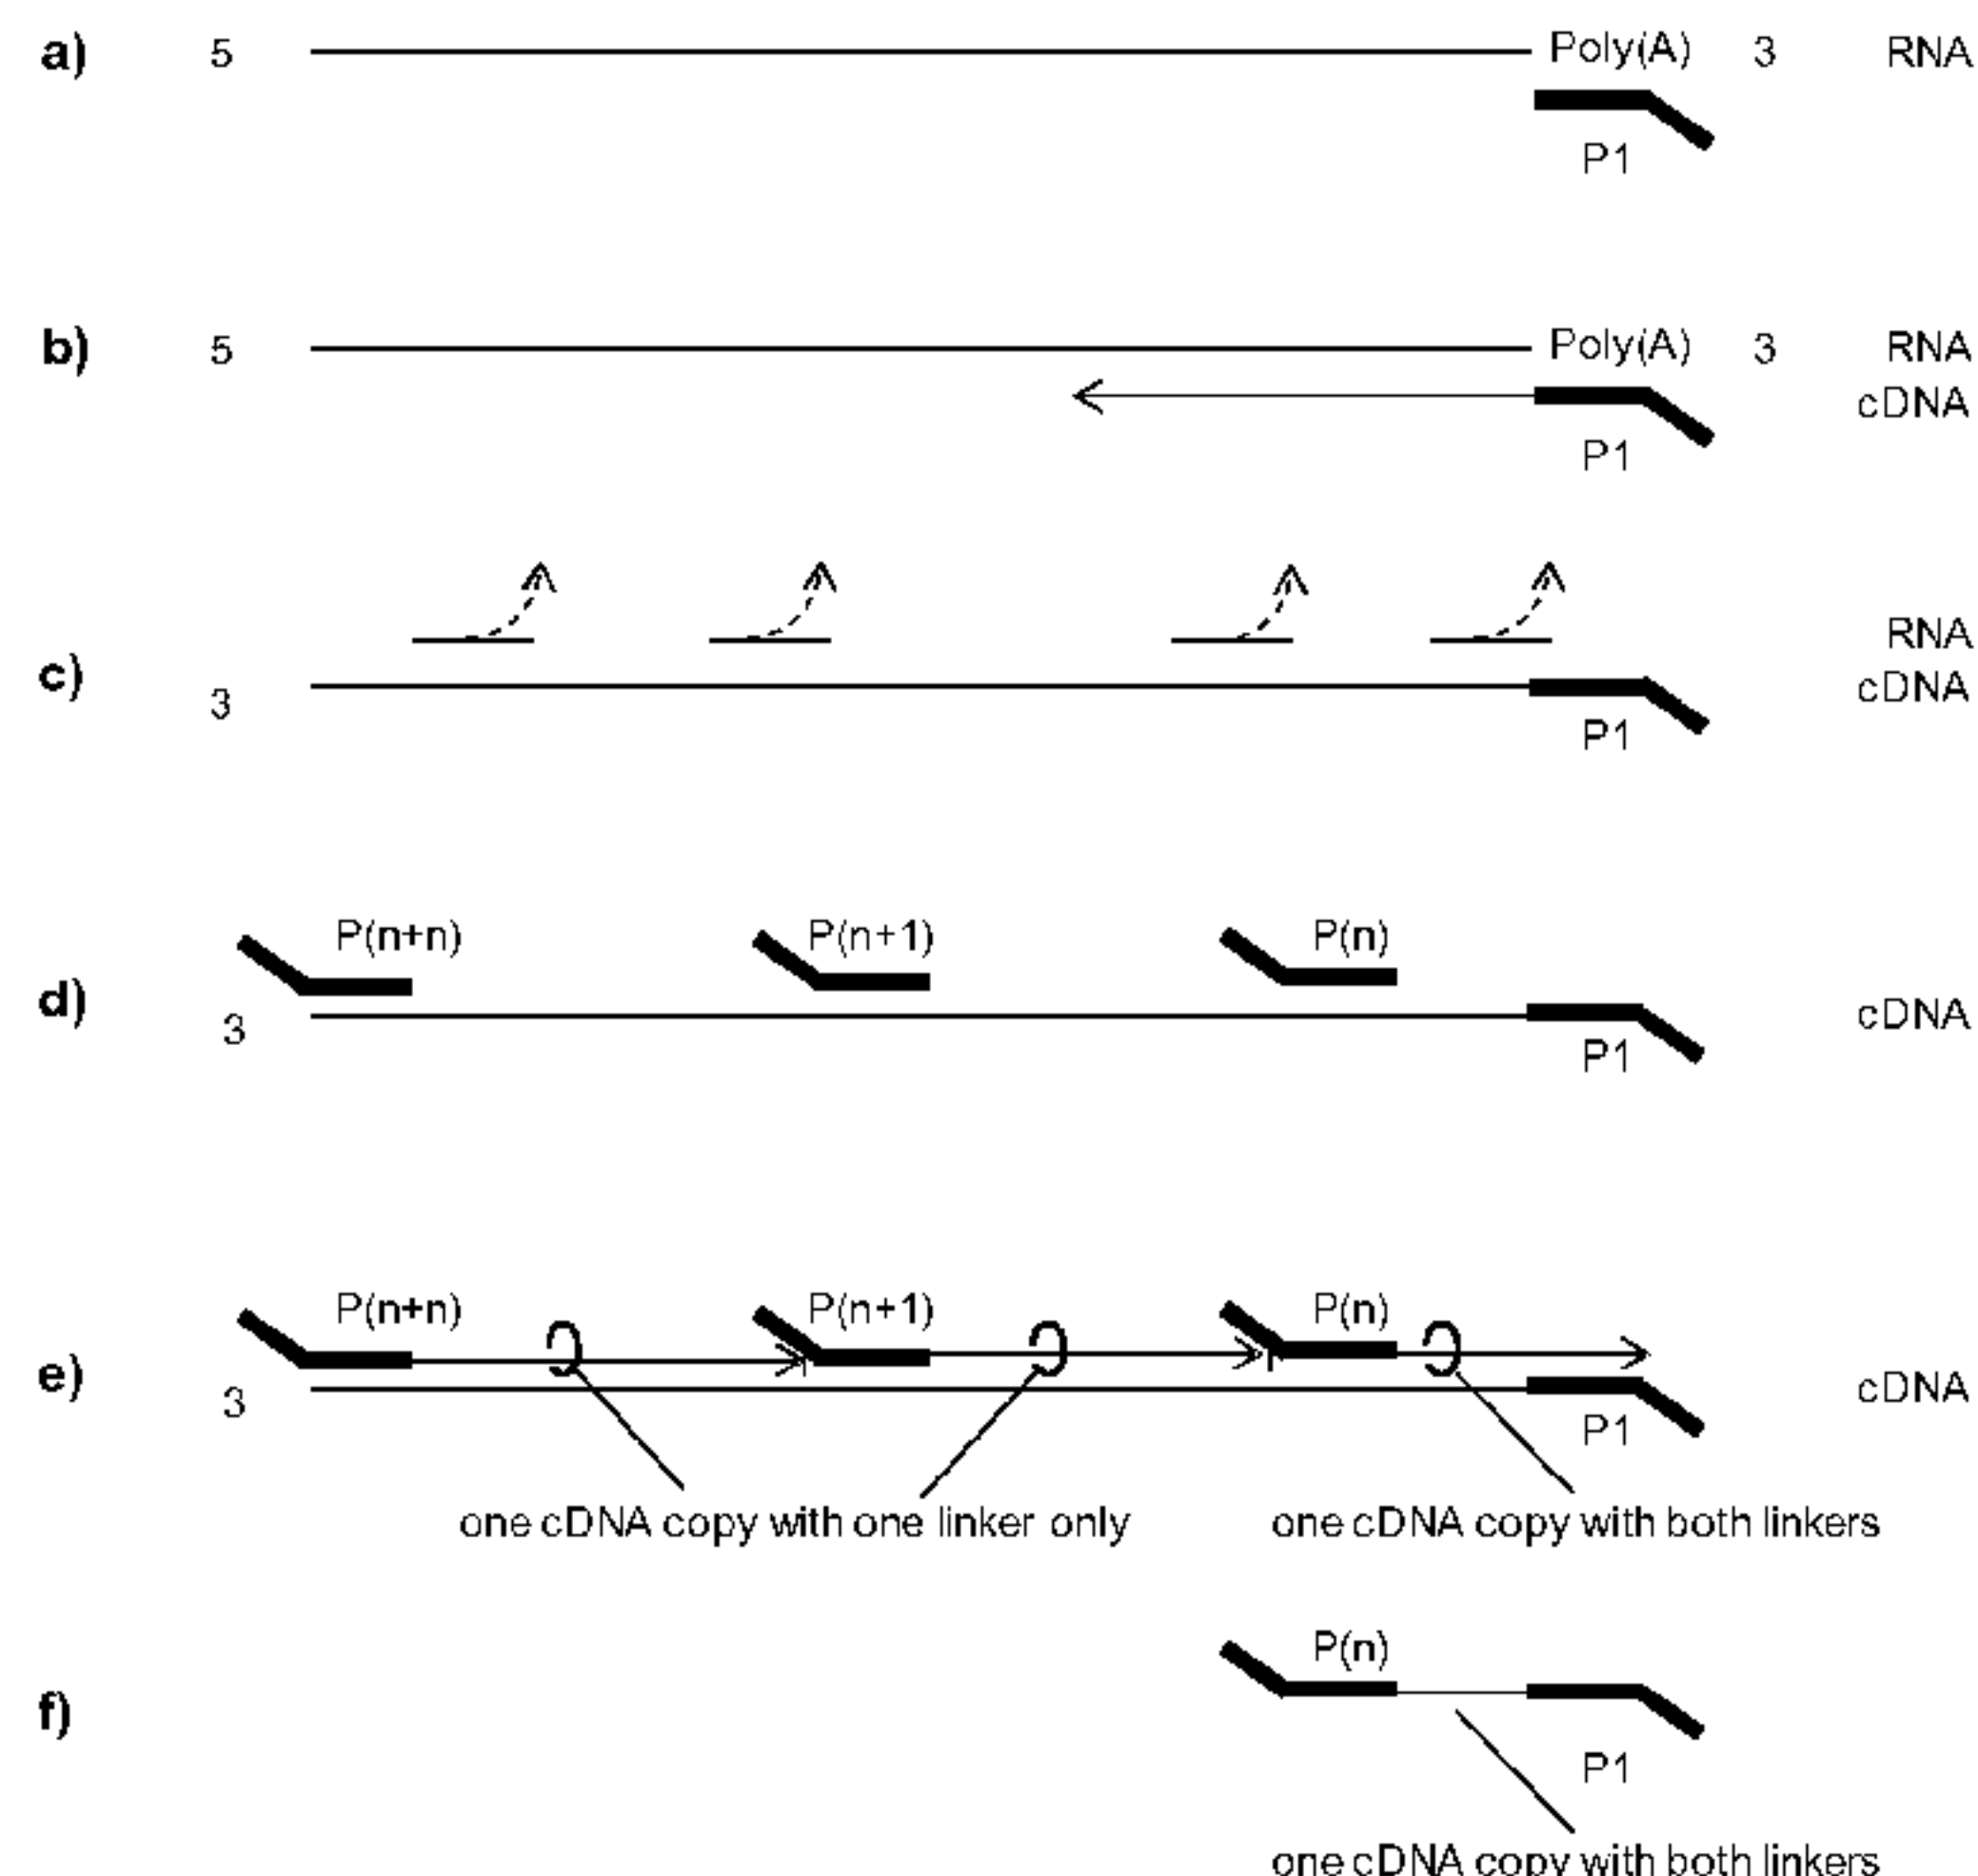 a) 5 Poly(A) 3 RNA
P1
b) 5 Poly(A) 3 RNA
cDNA
P1
RNA
c) 3 cDNA
P1
P(n+n) P(n+1) P(n)
d) 3 cDNA
P1
P(n+n) P(n+1) P(n)
e) 3 cDNA
P1
one cDNA copy with one linker only one cDNA copy with both linkers
P(n)
f)
P1
one cDNA copy with both linkers